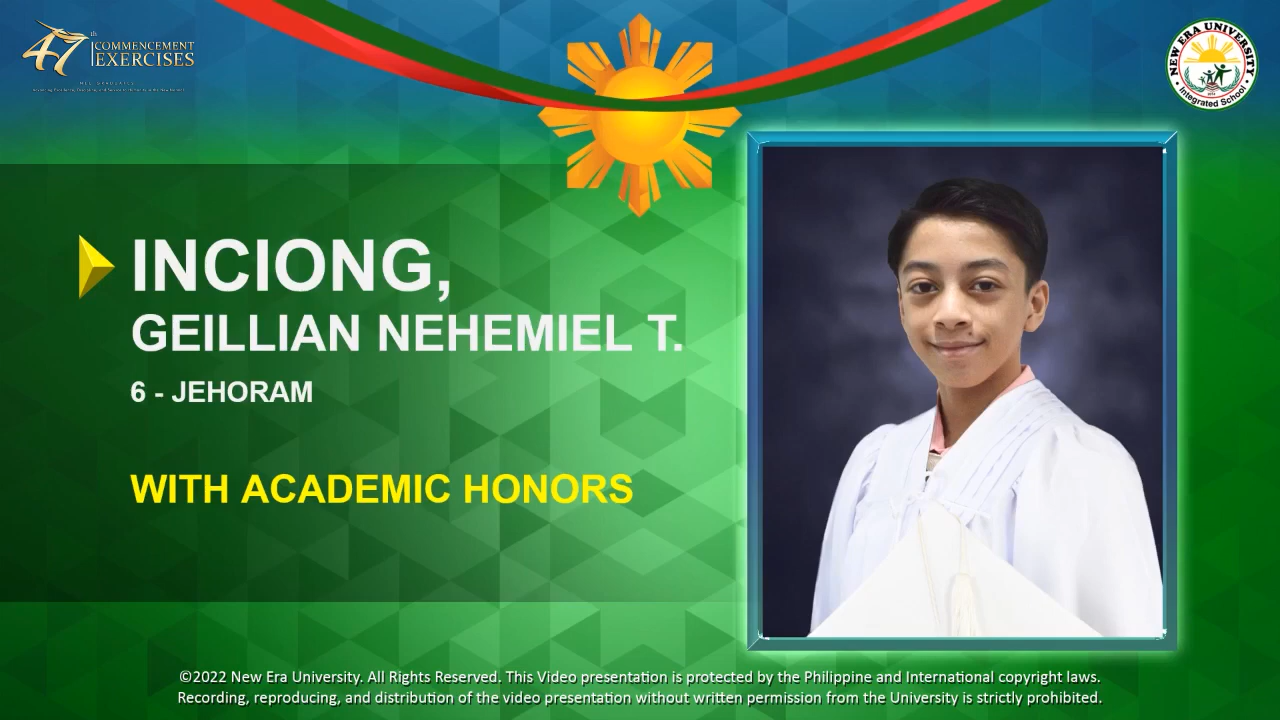 47th
COMMENCEMENT
EXERCISES
NEW ERA UNIVERSITY
Integrated School
INCIONG,
GEILLIAN NEHEMIEL T.
6 - JEHORAM
WITH ACADEMIC HONORS
©2022 New Era University. All Rights Reserved. This Video presentation is protected by the Philippine and International copyright laws.
Recording, reproducing, and distribution of the video presentation without written permission from the University is strictly prohibited.